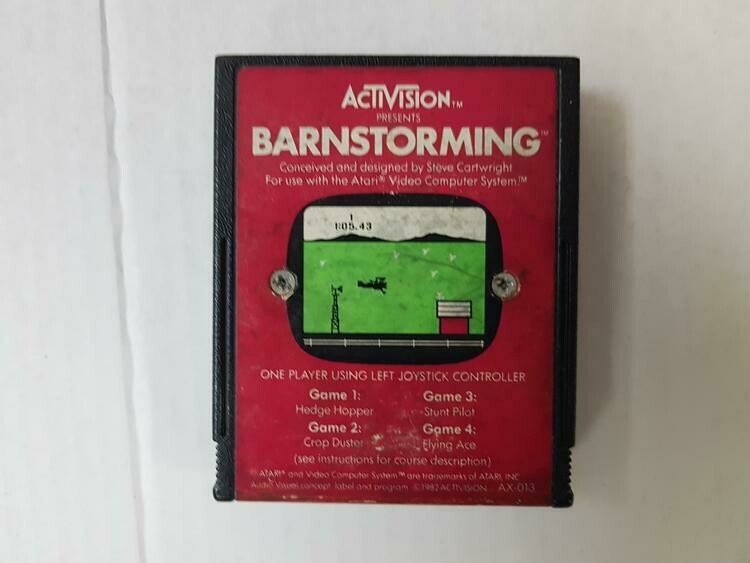 ACTIVISION™
PRESENTS
BARNSTORMING™
Conceived and designed by Steve Cartwright
For use with the Atari® Video Computer System.™
1
1:05.43
ONE PLAYER USING LEFT JOYSTICK CONTROLLER
Game 1: Game 3:
Hedge Hopper Stunt Pilot
Game 2: Game 4:
Crop Duster Flying Ace
(see instructions for course description)
ATARI® and Video Computer System™ are trademarks of ATARI, INC.
Audio Visual concept, label and program ©1982 ACTIVISION AX-013